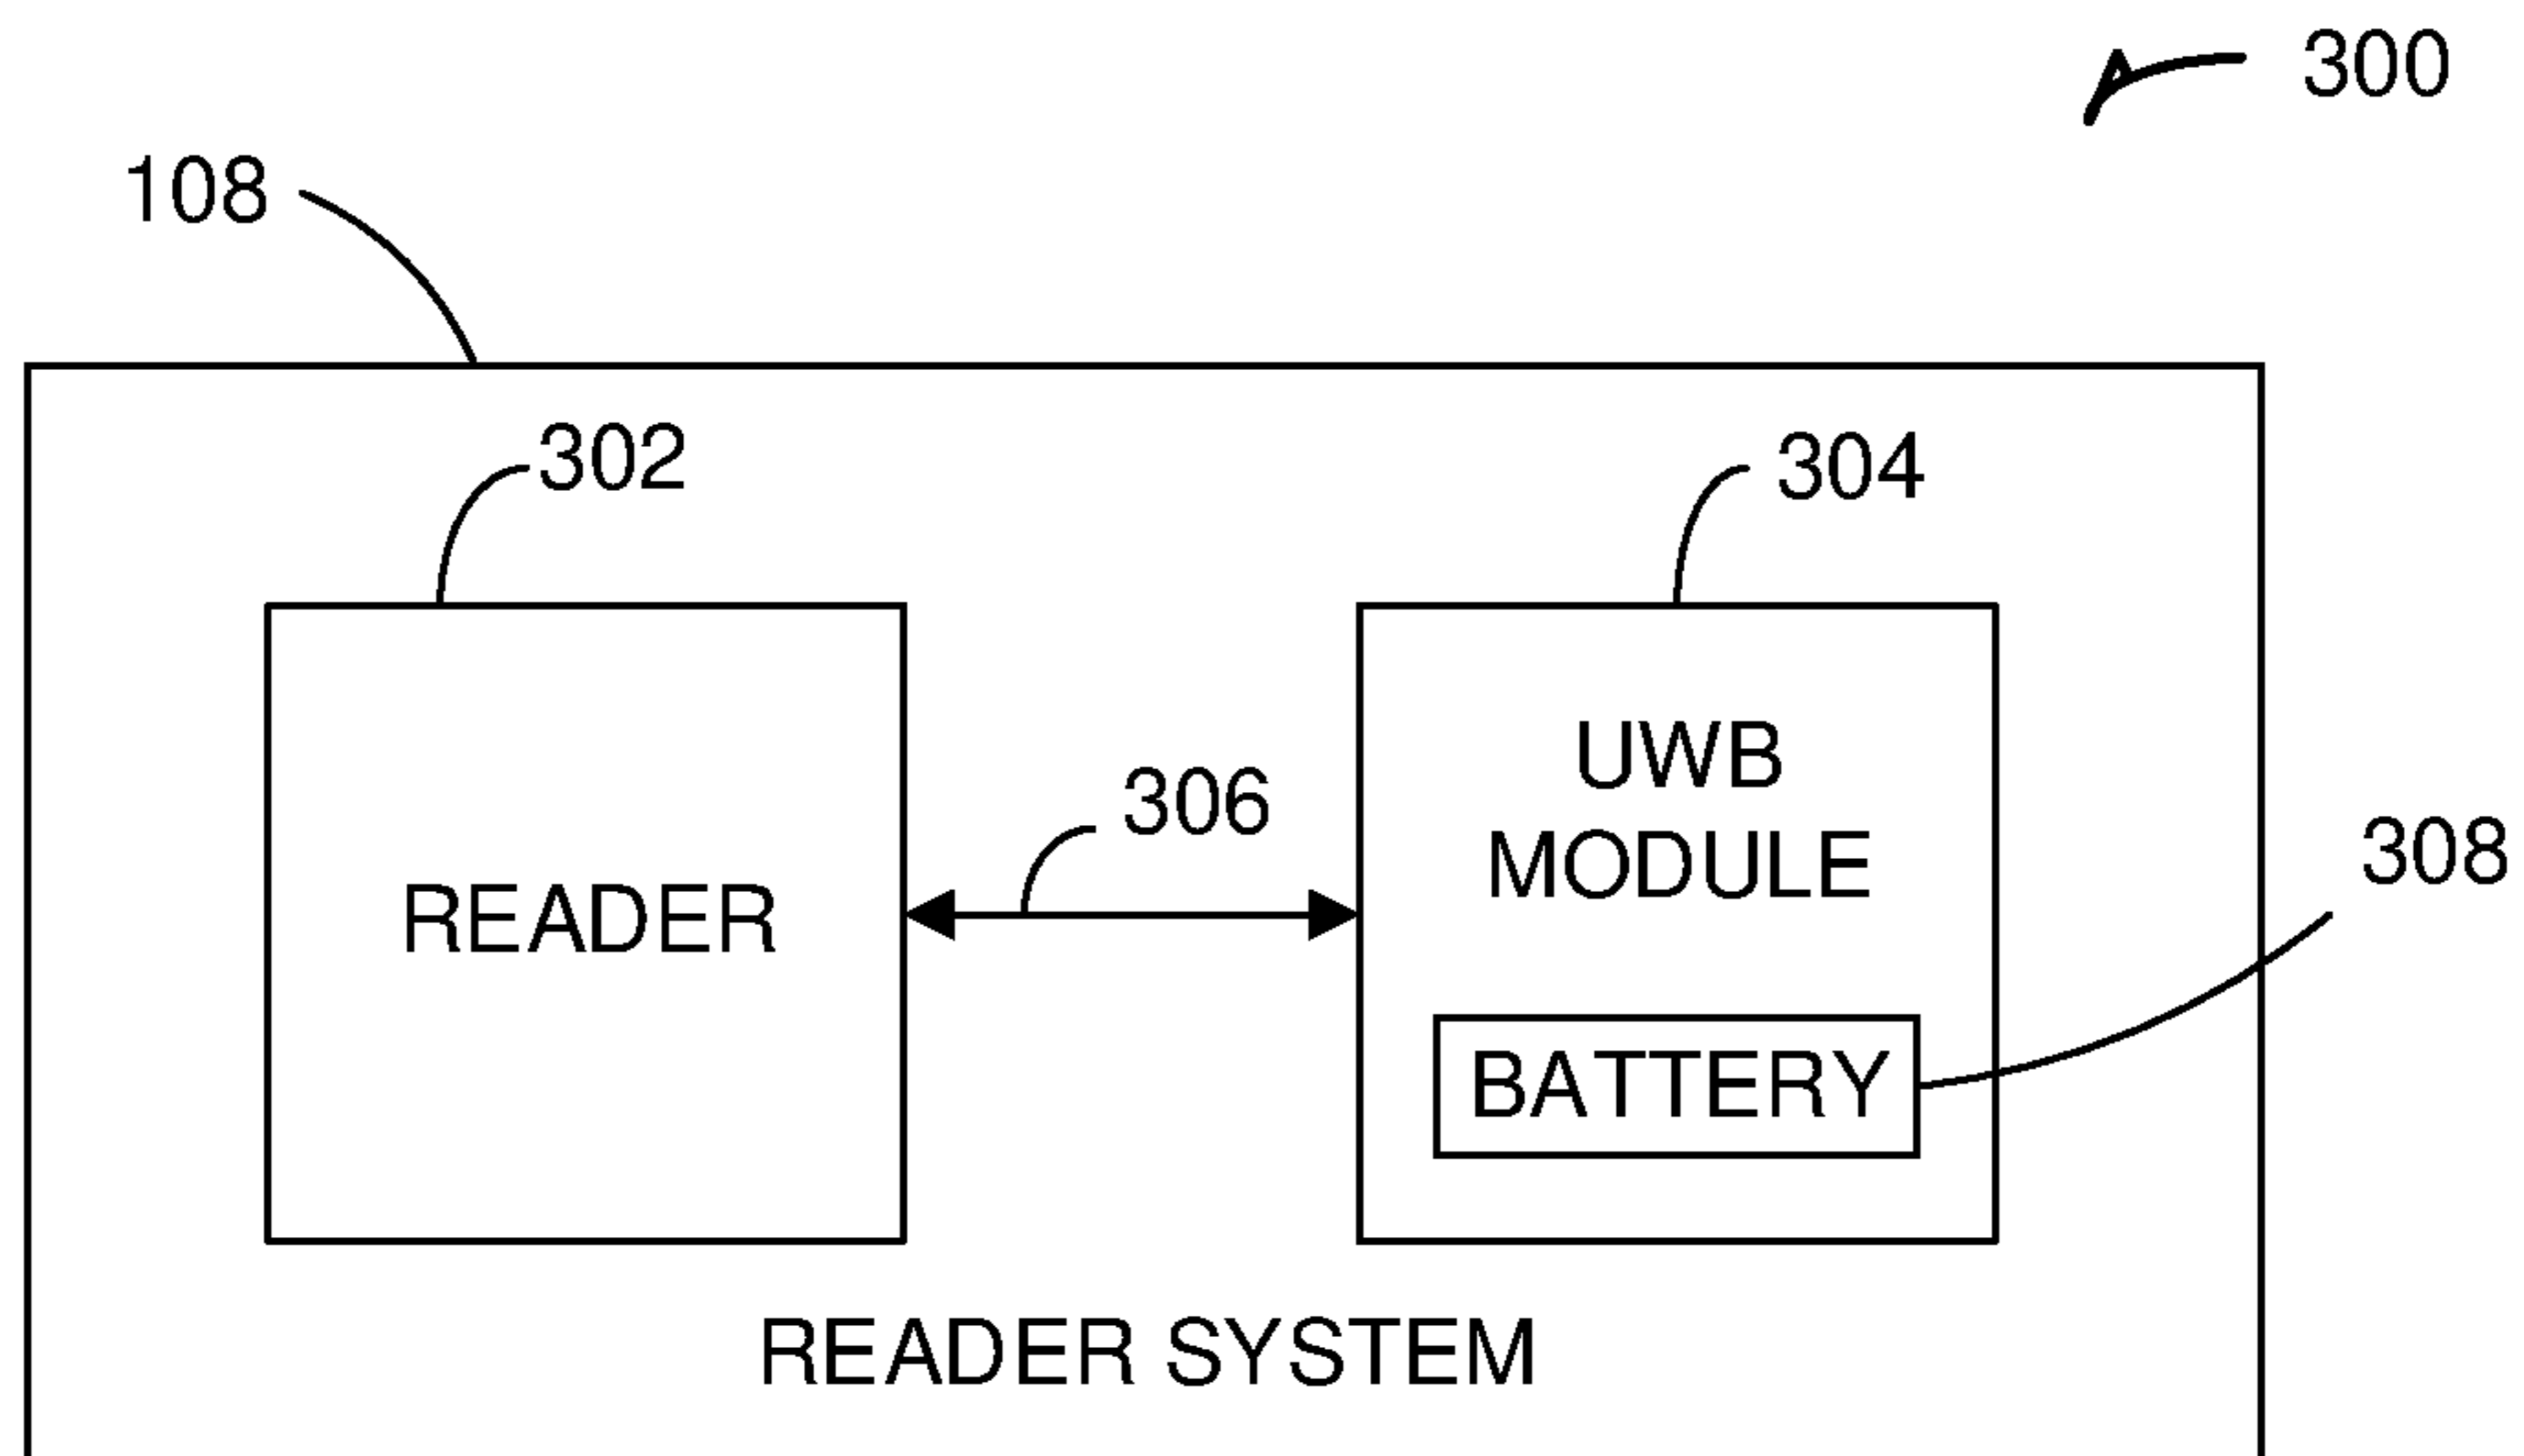 300
108
302
304
306
UWB
MODULE
308
READER
BATTERY
READER SYSTEM